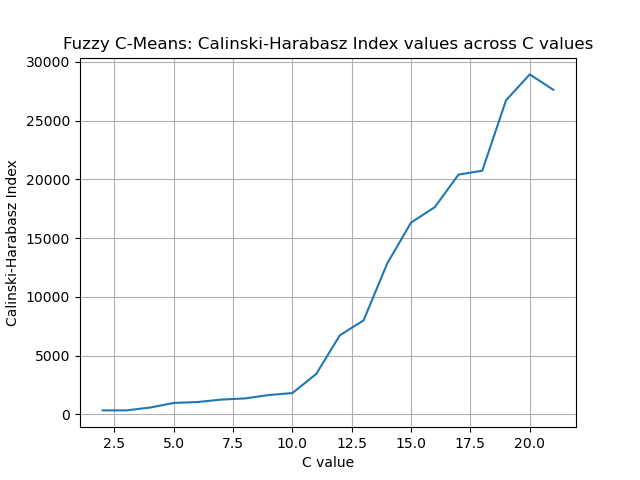 Fuzzy C-Means: Calinski-Harabasz Index values across C values
30000
25000
20000
15000
10000
5000
0
Calinski-Harabasz Index
2.5 5.0 7.5 10.0 12.5 15.0 17.5 20.0
C value